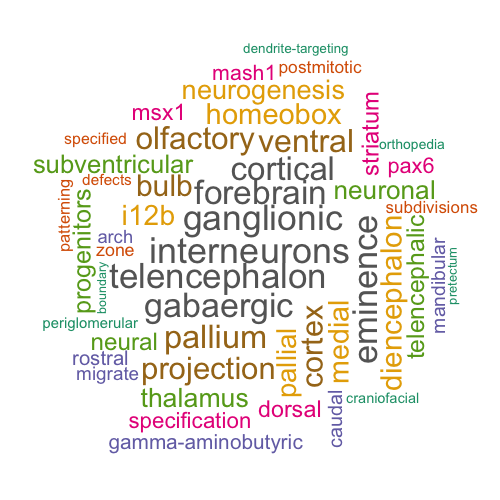 dendrite-targeting
mash1 postmitotic
neurogenesis
msx1 homeobox striatum
specified olfactory ventral orthopedia
subventricular cortical pax6
patterning defects bulb forebrain neuronal
progenitors i12b ganglionic subdivisions
arch interneurons eminence diencephalon telencephalic mandibular
zone telencephalon pretectum
boundary gabaergic
periglomerular pallium cortex medial
neural projection pallial
rostral
migrate thalamus dorsal caudal craniofacial
specification
gamma-aminobutyric